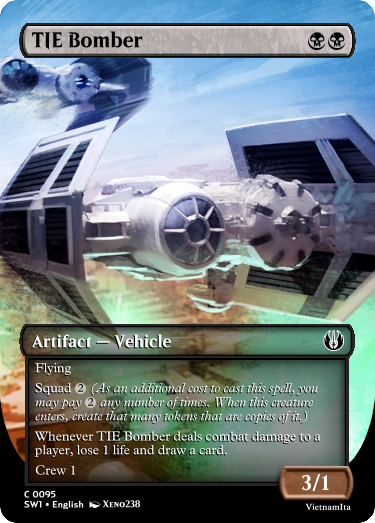 TIE Bomber
Artifact — Vehicle
Flying
Squad 2 (As an additional cost to cast this spell, you
may pay 2 any number of times. When this creature
enters, create that many tokens that are copies of it.)
Whenever TIE Bomber deals combat damage to a
player, lose 1 life and draw a card.
Crew 1
3/1
C 0095
SW1 • English Xeno238
VietnamIta